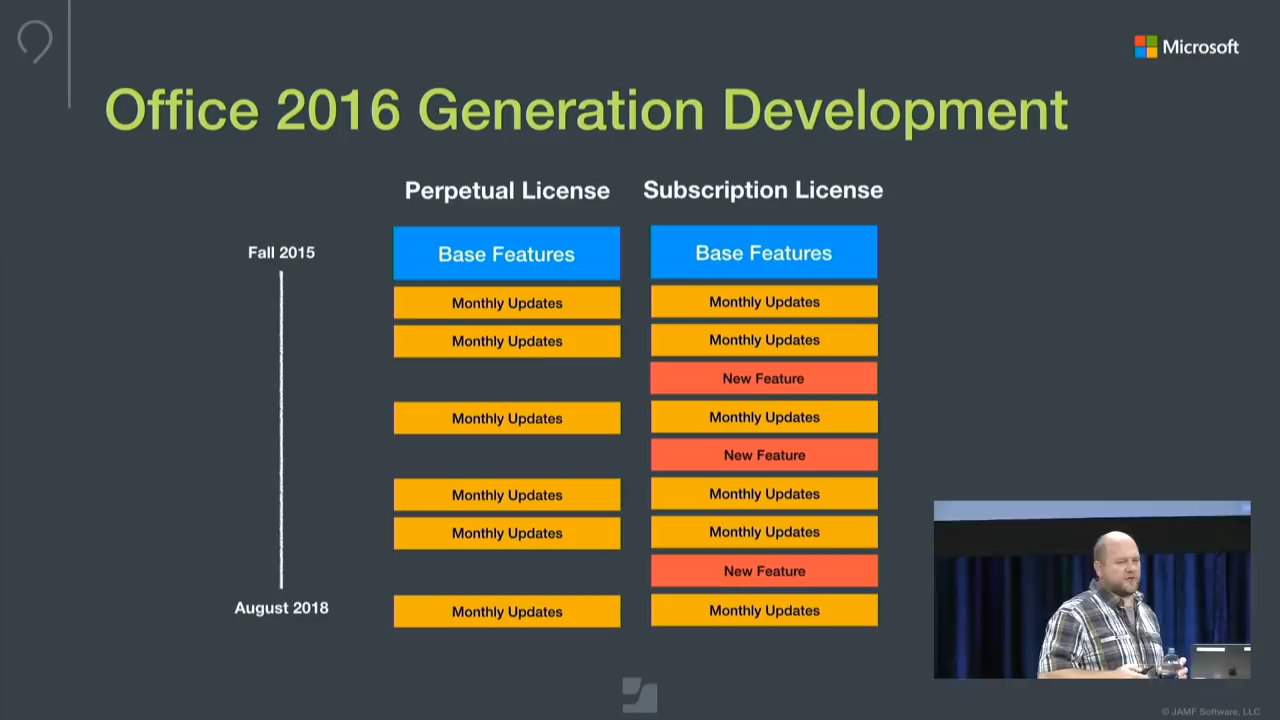 Microsoft
Office 2016 Generation Development
Perpetual License
Subscription License
Fall 2015
Base Features
Base Features
Monthly Updates
Monthly Updates
Monthly Updates
Monthly Updates
New Feature
Monthly Updates
Monthly Updates
New Feature
Monthly Updates
Monthly Updates
Monthly Updates
Monthly Updates
New Feature
August 2018
Monthly Updates
Monthly Updates
© JAMF Software, LLC